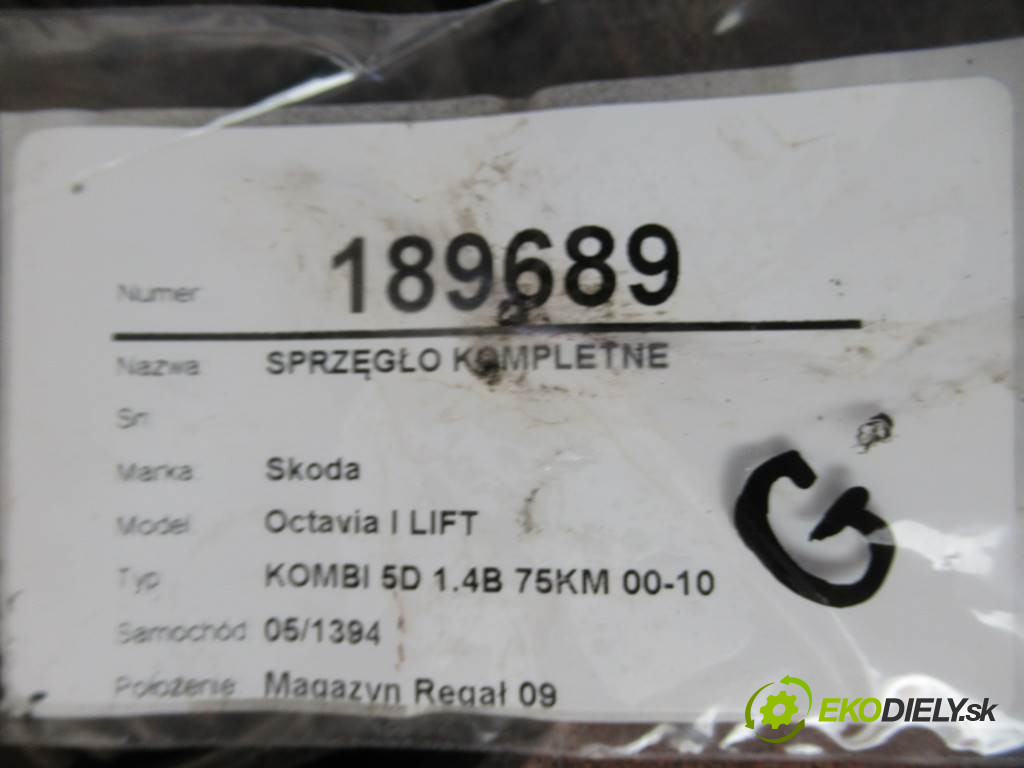 Numer 189689
Nazwa SPRZĘGŁO KOMPLETNE
Sn
Marka Skoda
Model Octavia I LIFT
Typ KOMBI 5D 1.4B 75KM 00-10
Samochód 05/1394
Położenie Magazyn Regał 09
G
EKODIELY.sk